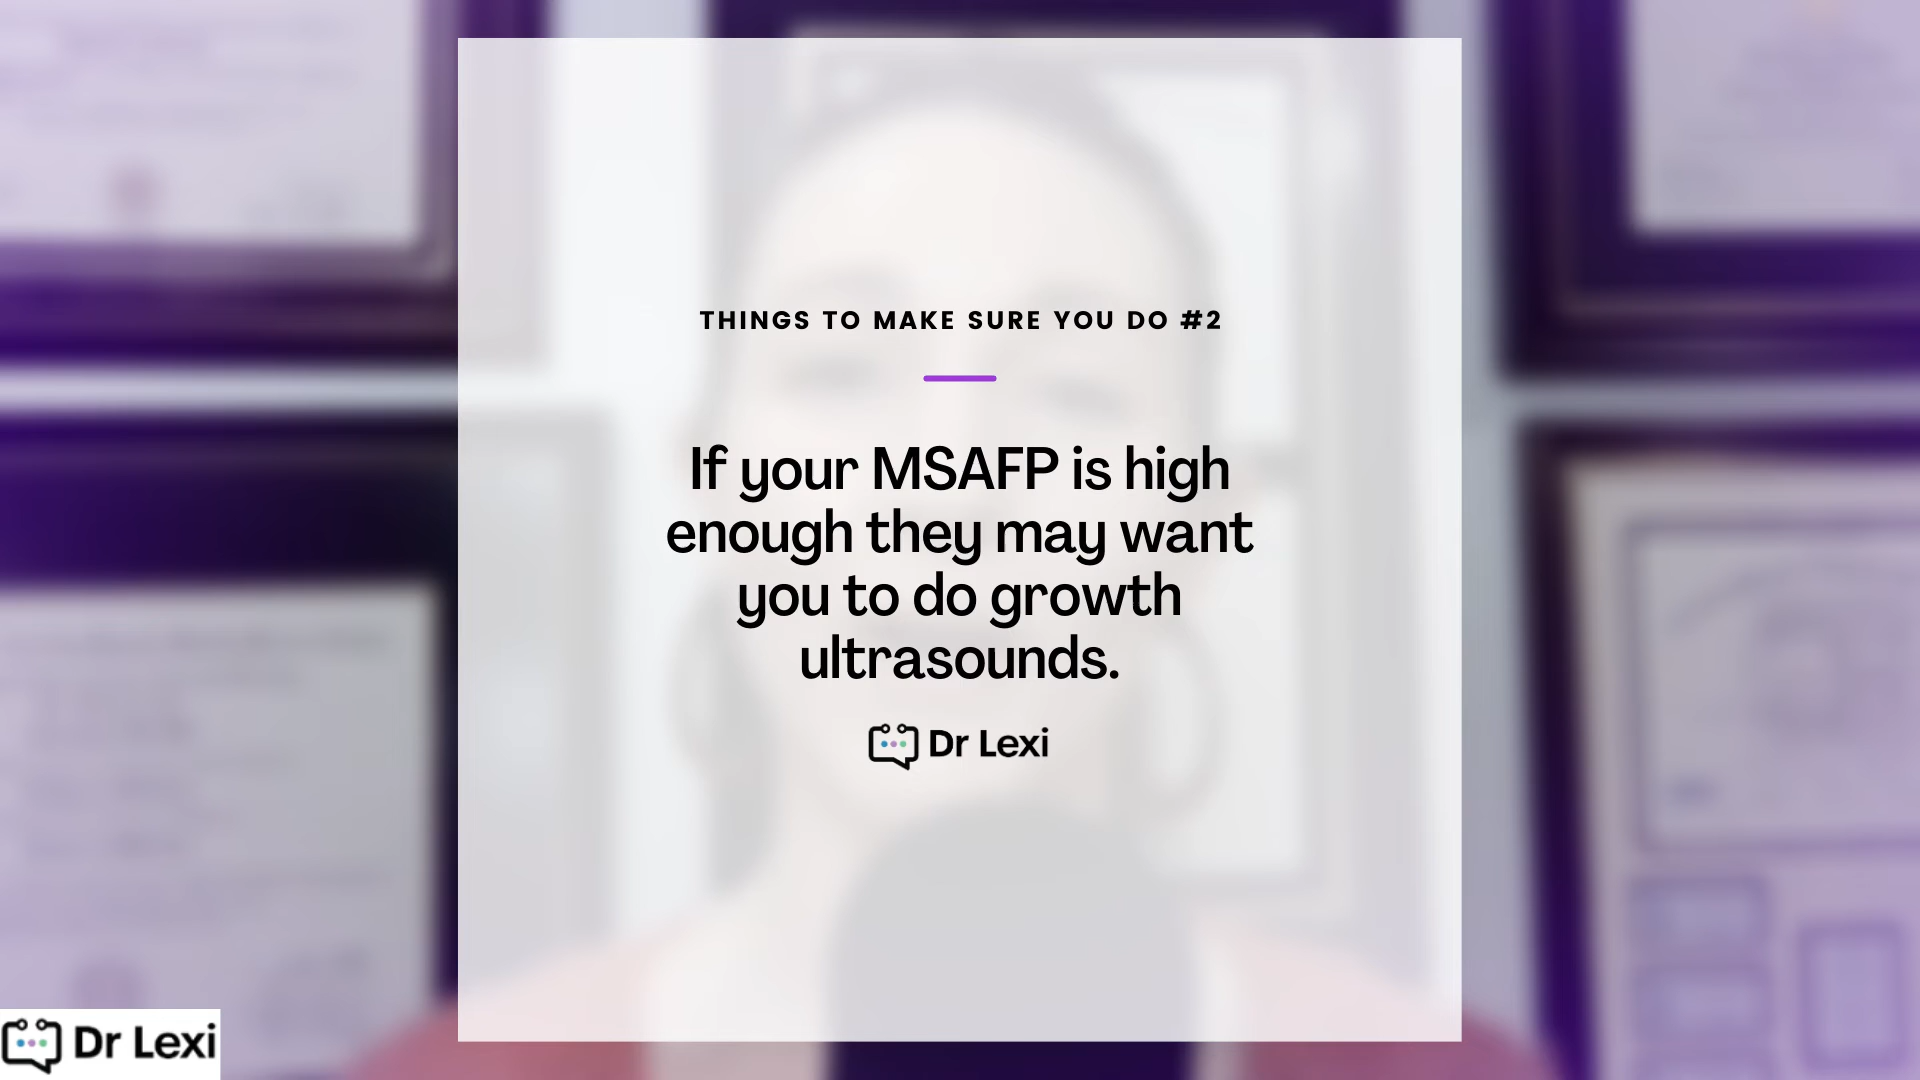 THINGS TO MAKE SURE YOU DO #2
If your MSAFP is high
enough they may want
you to do growth
ultrasounds.
Dr Lexi
Dr Lexi